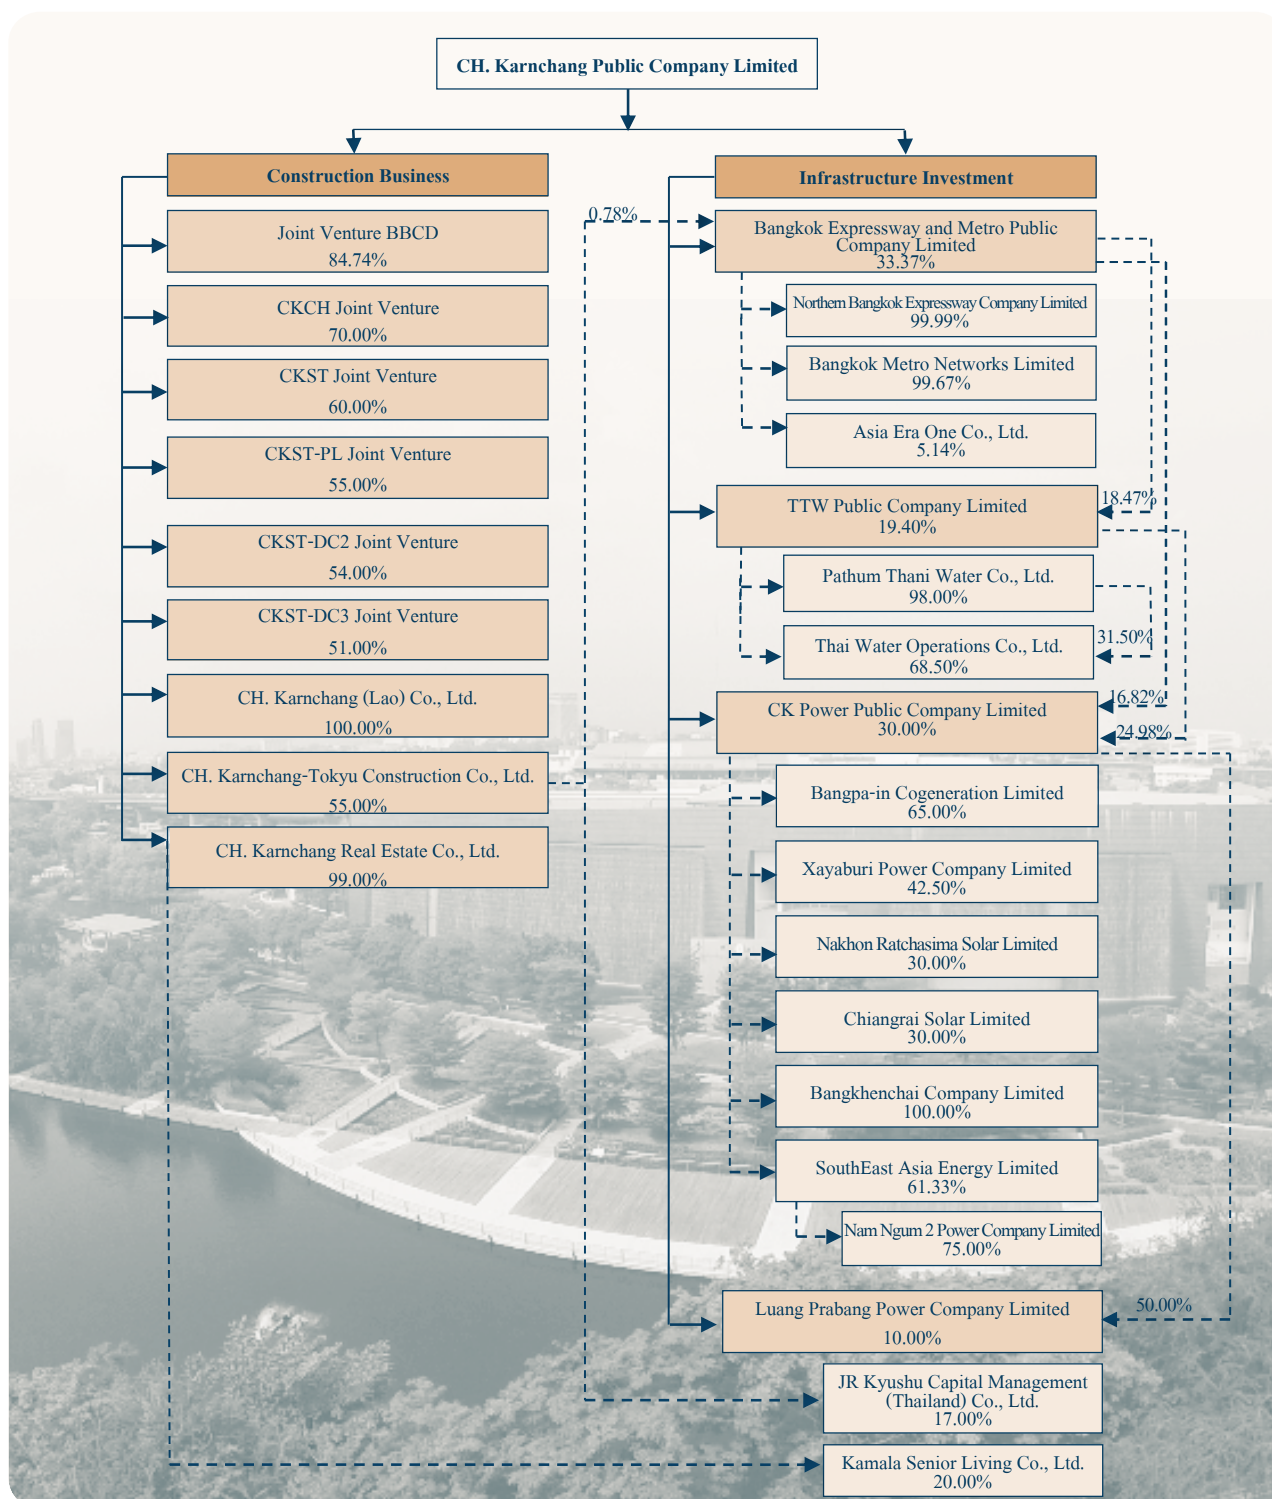 CH. Karnchang Public Company Limited
Construction Business
Joint Venture BBCD
84.74%
CKCH Joint Venture
70.00%
CKST Joint Venture
60.00%
CKST-PL Joint Venture
55.00%
CKST-DC2 Joint Venture
54.00%
CKST-DC3 Joint Venture
51.00%
CH. Karnchang (Lao) Co., Ltd.
100.00%
CH. Karnchang-Tokyu Construction Co., Ltd.
55.00%
CH. Karnchang Real Estate Co., Ltd.
99.00%
Infrastructure Investment
0.78%
Bangkok Expressway and Metro Public
Company Limited
33.37%
Northern Bangkok Expressway Company Limited
99.99%
Bangkok Metro Networks Limited
99.67%
Asia Era One Co., Ltd.
5.14%
18.47%
TTW Public Company Limited
19.40%
Pathum Thani Water Co., Ltd.
98.00%
31.50%
Thai Water Operations Co., Ltd.
68.50%
16.82%
CK Power Public Company Limited
30.00%
24.98%
Bangpa-in Cogeneration Limited
65.00%
Xayaburi Power Company Limited
42.50%
Nakhon Ratchasima Solar Limited
30.00%
Chiangrai Solar Limited
30.00%
Bangkhenchai Company Limited
100.00%
SouthEast Asia Energy Limited
61.33%
Nam Ngum 2 Power Company Limited
75.00%
Luang Prabang Power Company Limited
10.00%
50.00%
JR Kyushu Capital Management
(Thailand) Co., Ltd.
17.00%
Kamala Senior Living Co., Ltd.
20.00%